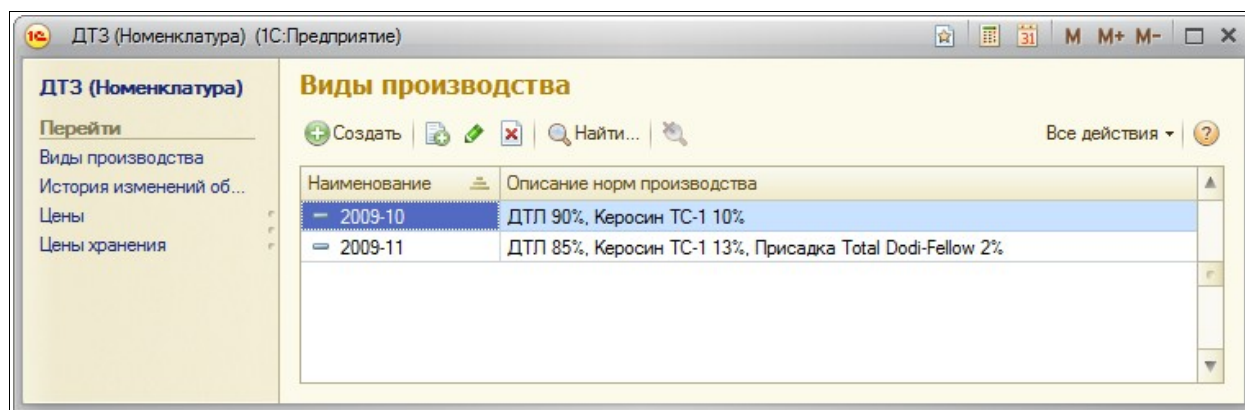 ДТЗ (Номенклатура) (1С:Предприятие)
31 M M+ M-
ДТЗ (Номенклатура)
Перейти
Виды производства
История изменений об...
Цены
Цены хранения
Виды производства
Создать Найти... Все действия
Наименование Описание норм производства
2009-10 ДТЛ 90%, Керосин ТС-1 10%
2009-11 ДТЛ 85%, Керосин ТС-1 13%, Присадка Total Dodi-Fellow 2%